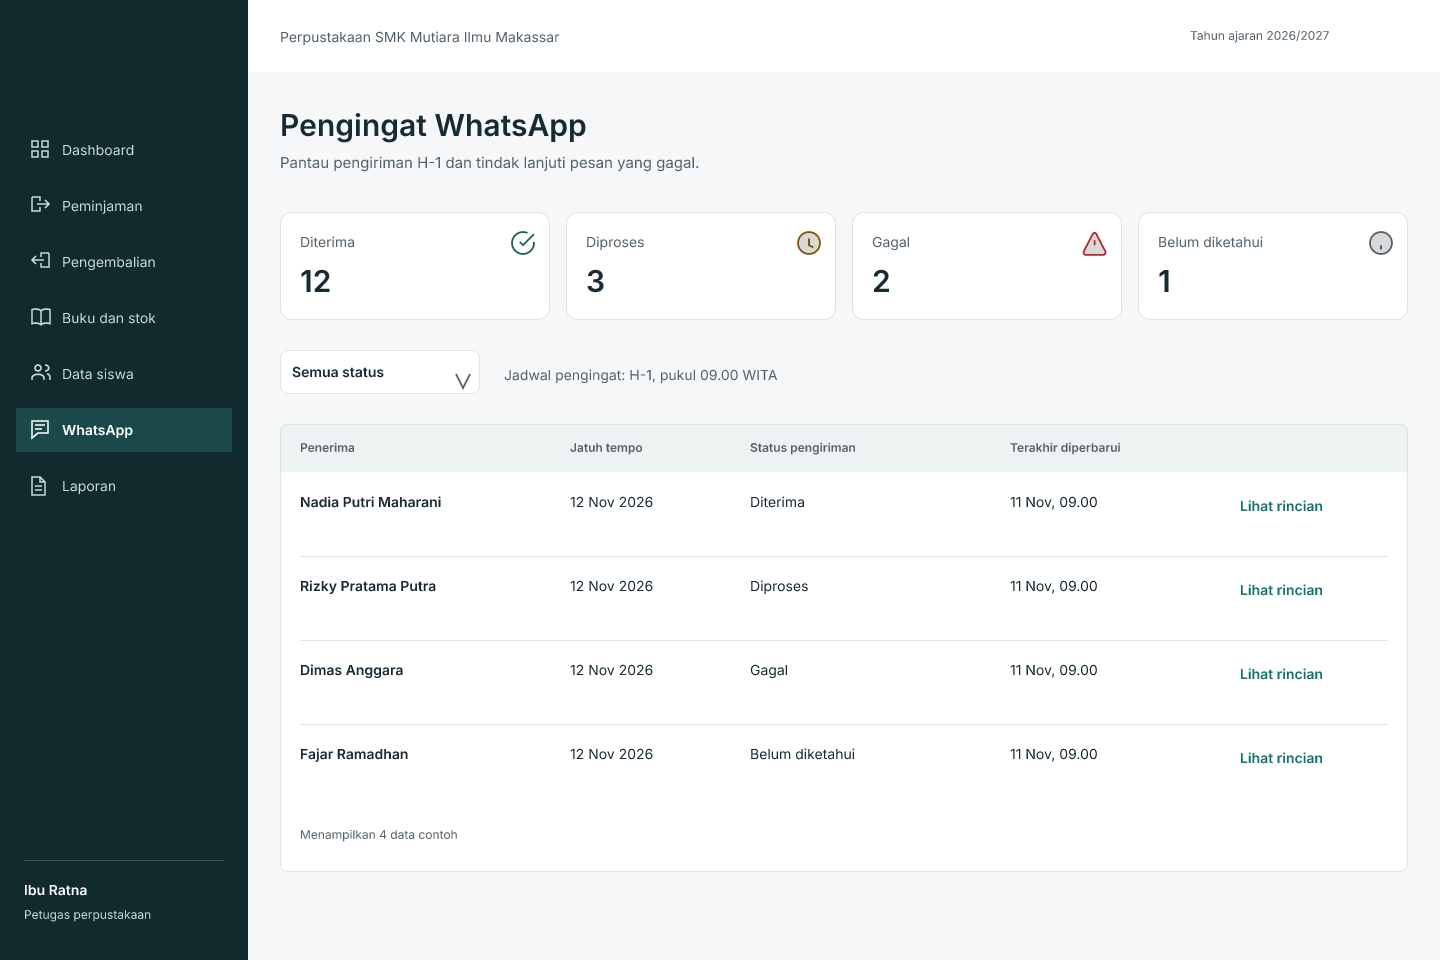 Perpustakaan SMK Mutiara Ilmu Makassar
Tahun ajaran 2026/2027
Dashboard
Peminjaman
Pengembalian
Buku dan stok
Data siswa
WhatsApp
Laporan
Ibu Ratna
Petugas perpustakaan
Pengingat WhatsApp
Pantau pengiriman H-1 dan tindak lanjuti pesan yang gagal.
Diterima
12
Diproses
3
Gagal
2
Belum diketahui
1
Semua status
Jadwal pengingat: H-1, pukul 09.00 WITA
Penerima Jatuh tempo Status pengiriman Terakhir diperbarui
Nadia Putri Maharani 12 Nov 2026 Diterima 11 Nov, 09.00 Lihat rincian
Rizky Pratama Putra 12 Nov 2026 Diproses 11 Nov, 09.00 Lihat rincian
Dimas Anggara 12 Nov 2026 Gagal 11 Nov, 09.00 Lihat rincian
Fajar Ramadhan 12 Nov 2026 Belum diketahui 11 Nov, 09.00 Lihat rincian
Menampilkan 4 data contoh